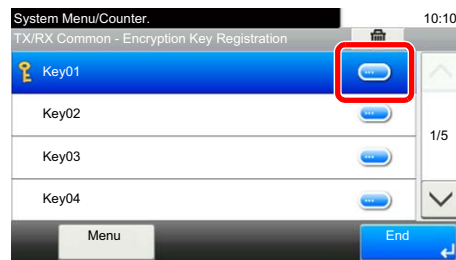 System Menu/Counter.
10:10
TX/RX Common - Encryption Key Registration
Key01
Key02
1/5
Key03
Key04
Menu
End